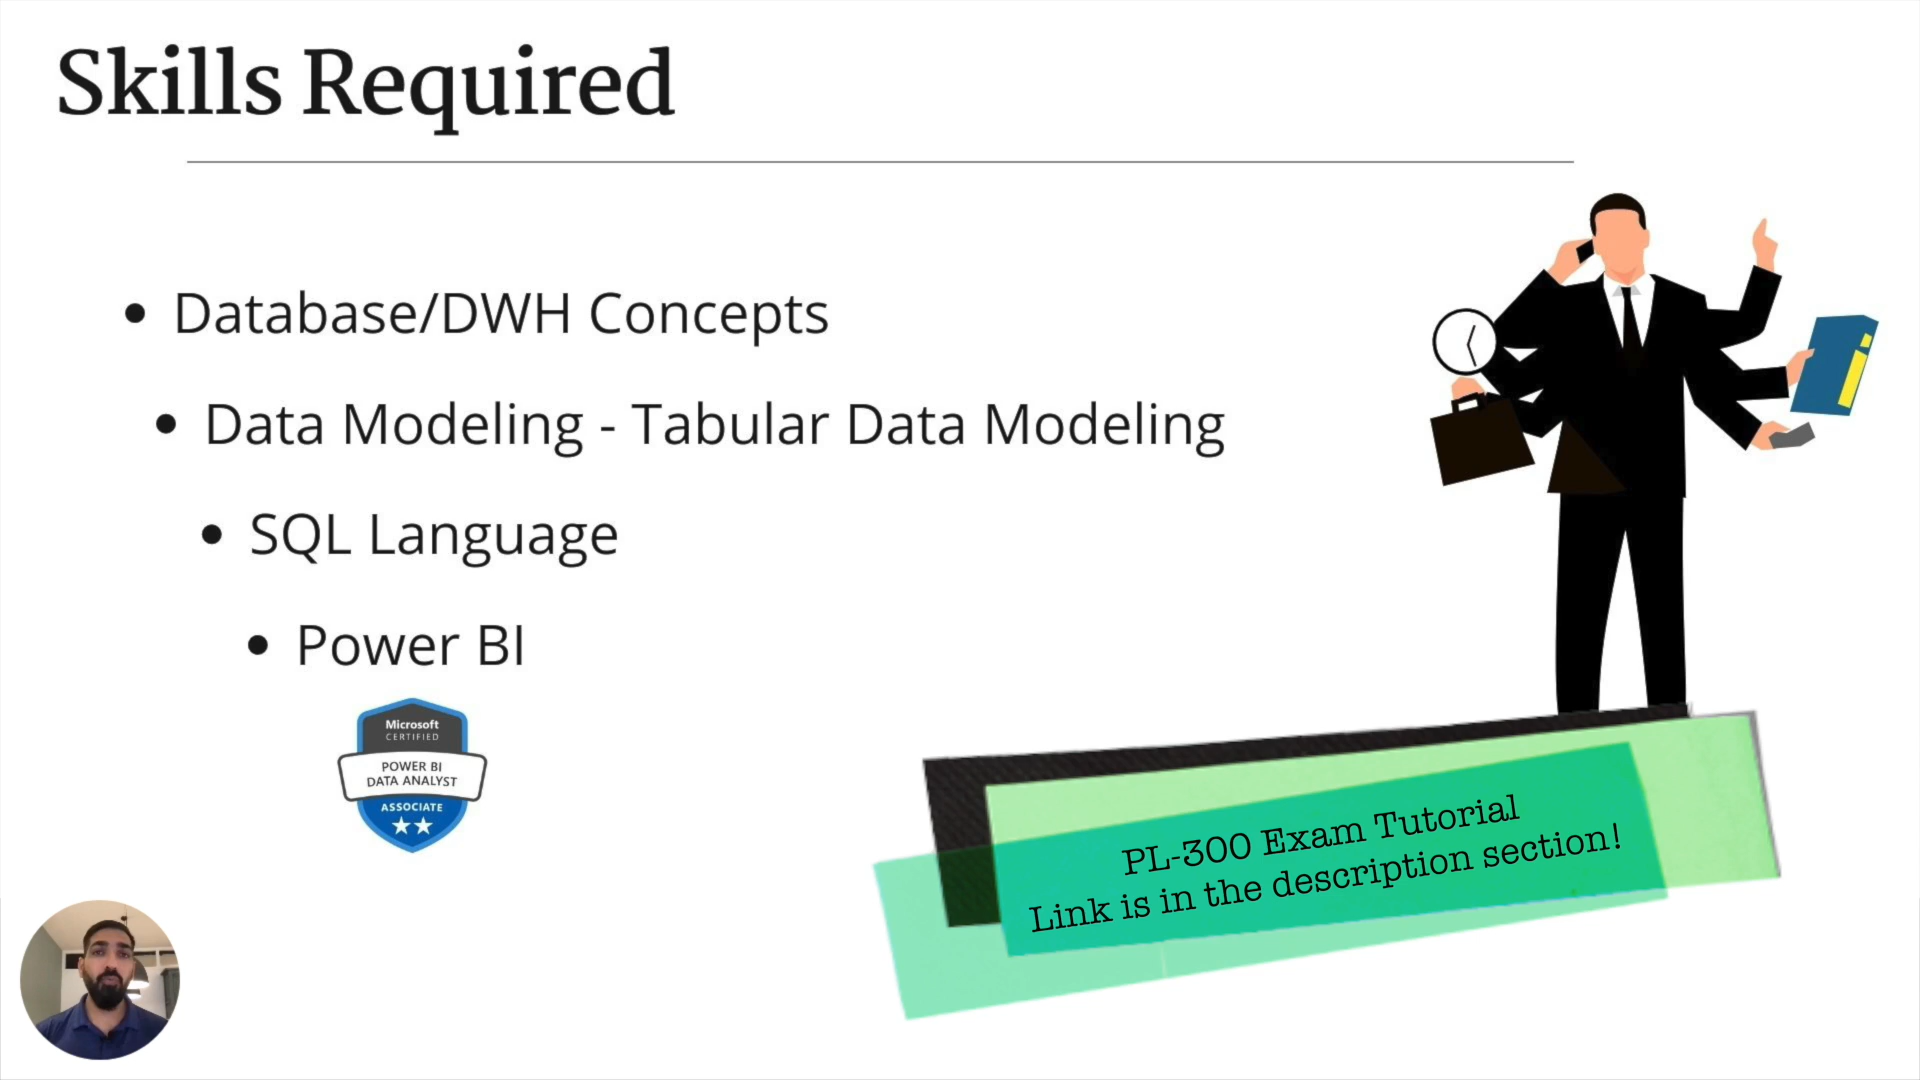 Skills Required
Database/DWH Concepts
Data Modeling - Tabular Data Modeling
SQL Language
Power BI
Microsoft
CERTIFIED
POWER BI
DATA ANALYST
ASSOCIATE
PL-300 Exam Tutorial
Link is in the description section!